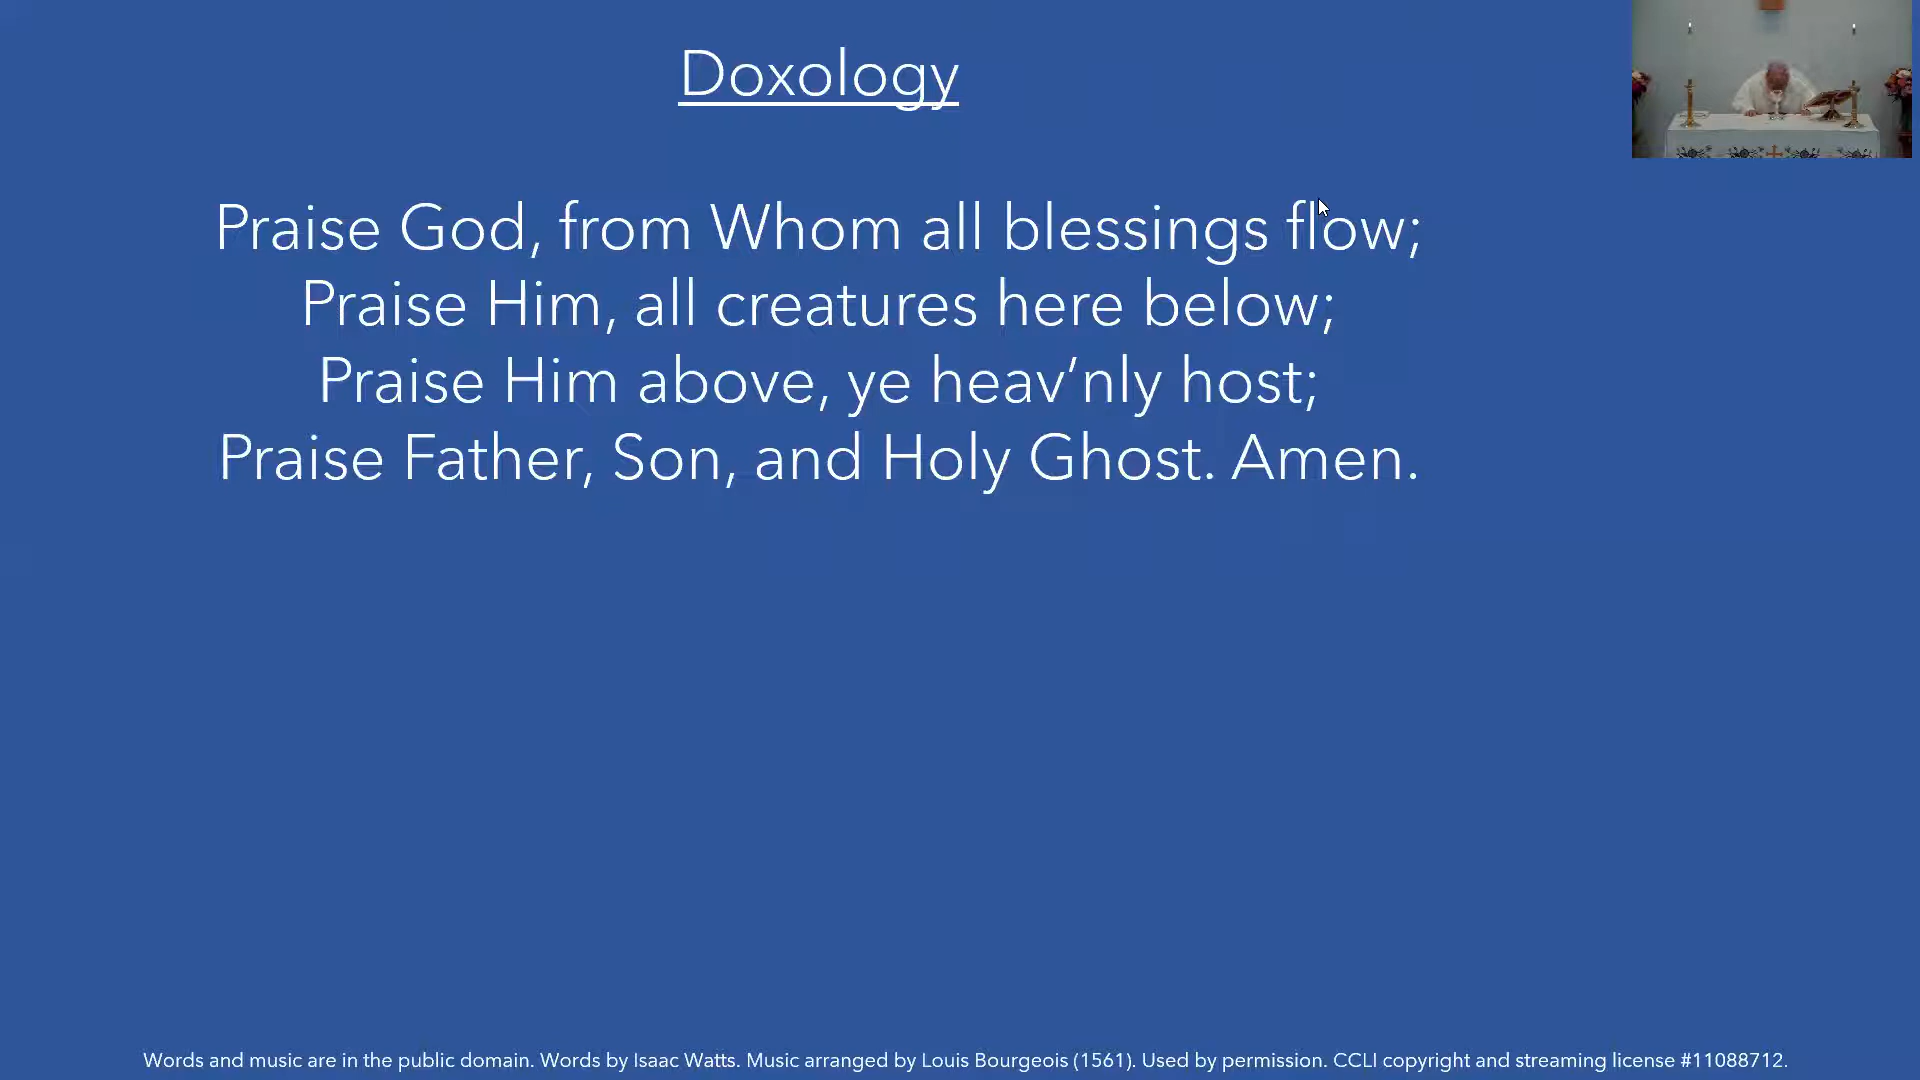 Doxology
Praise God, from Whom all blessings flow;
Praise Him, all creatures here below;
Praise Him above, ye heav’nly host;
Praise Father, Son, and Holy Ghost. Amen.
Words and music are in the public domain. Words by Isaac Watts. Music arranged by Louis Bourgeois (1561). Used by permission. CCLI copyright and streaming license #11088712.